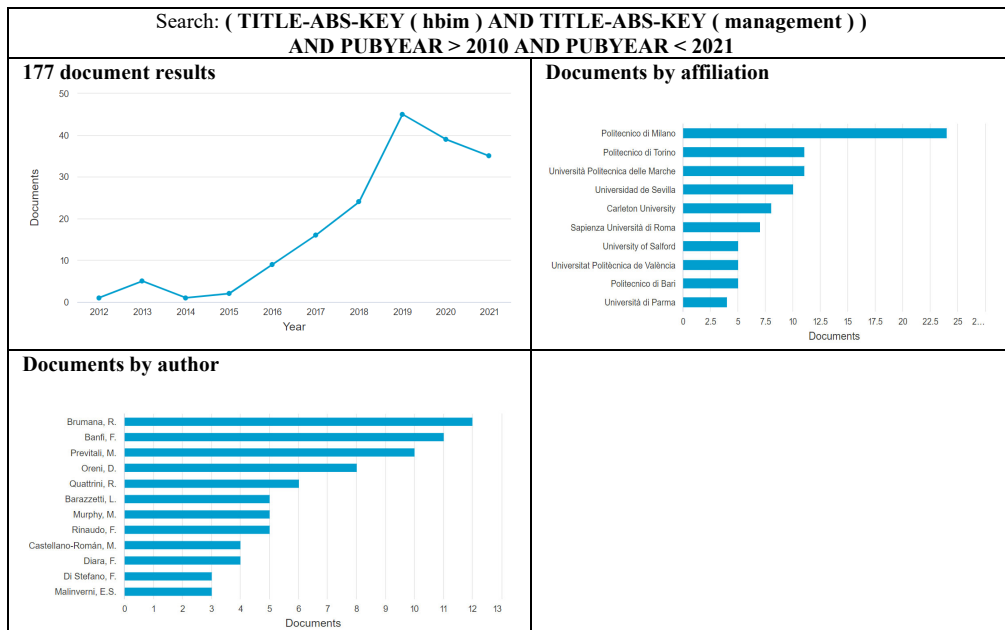 Search: ( TITLE-ABS-KEY ( hbim ) AND TITLE-ABS-KEY ( management ) )
AND PUBYEAR > 2010 AND PUBYEAR < 2021
177 document results
50
40
30
20
10
0
Documents
2012 2013 2014 2015 2016 2017 2018 2019 2020 2021
Year
Documents by affiliation
Politecnico di Milano
Politecnico di Torino
Università Politecnica delle Marche
Universidad de Sevilla
Carleton University
Sapienza Università di Roma
University of Salford
Universitat Politècnica de València
Politecnico di Bari
Università di Parma
0 2.5 5 7.5 10 12.5 15 17.5 20 22.5 25 2...
Documents
Documents by author
Brumana, R.
Banfi, F.
Previtali, M.
Oreni, D.
Quattrini, R.
Barazzetti, L.
Murphy, M.
Rinaudo, F.
Castellano-Román, M.
Diara, F.
Di Stefano, F.
Malinverni, E.S.
0 1 2 3 4 5 6 7 8 9 10 11 12 13
Documents